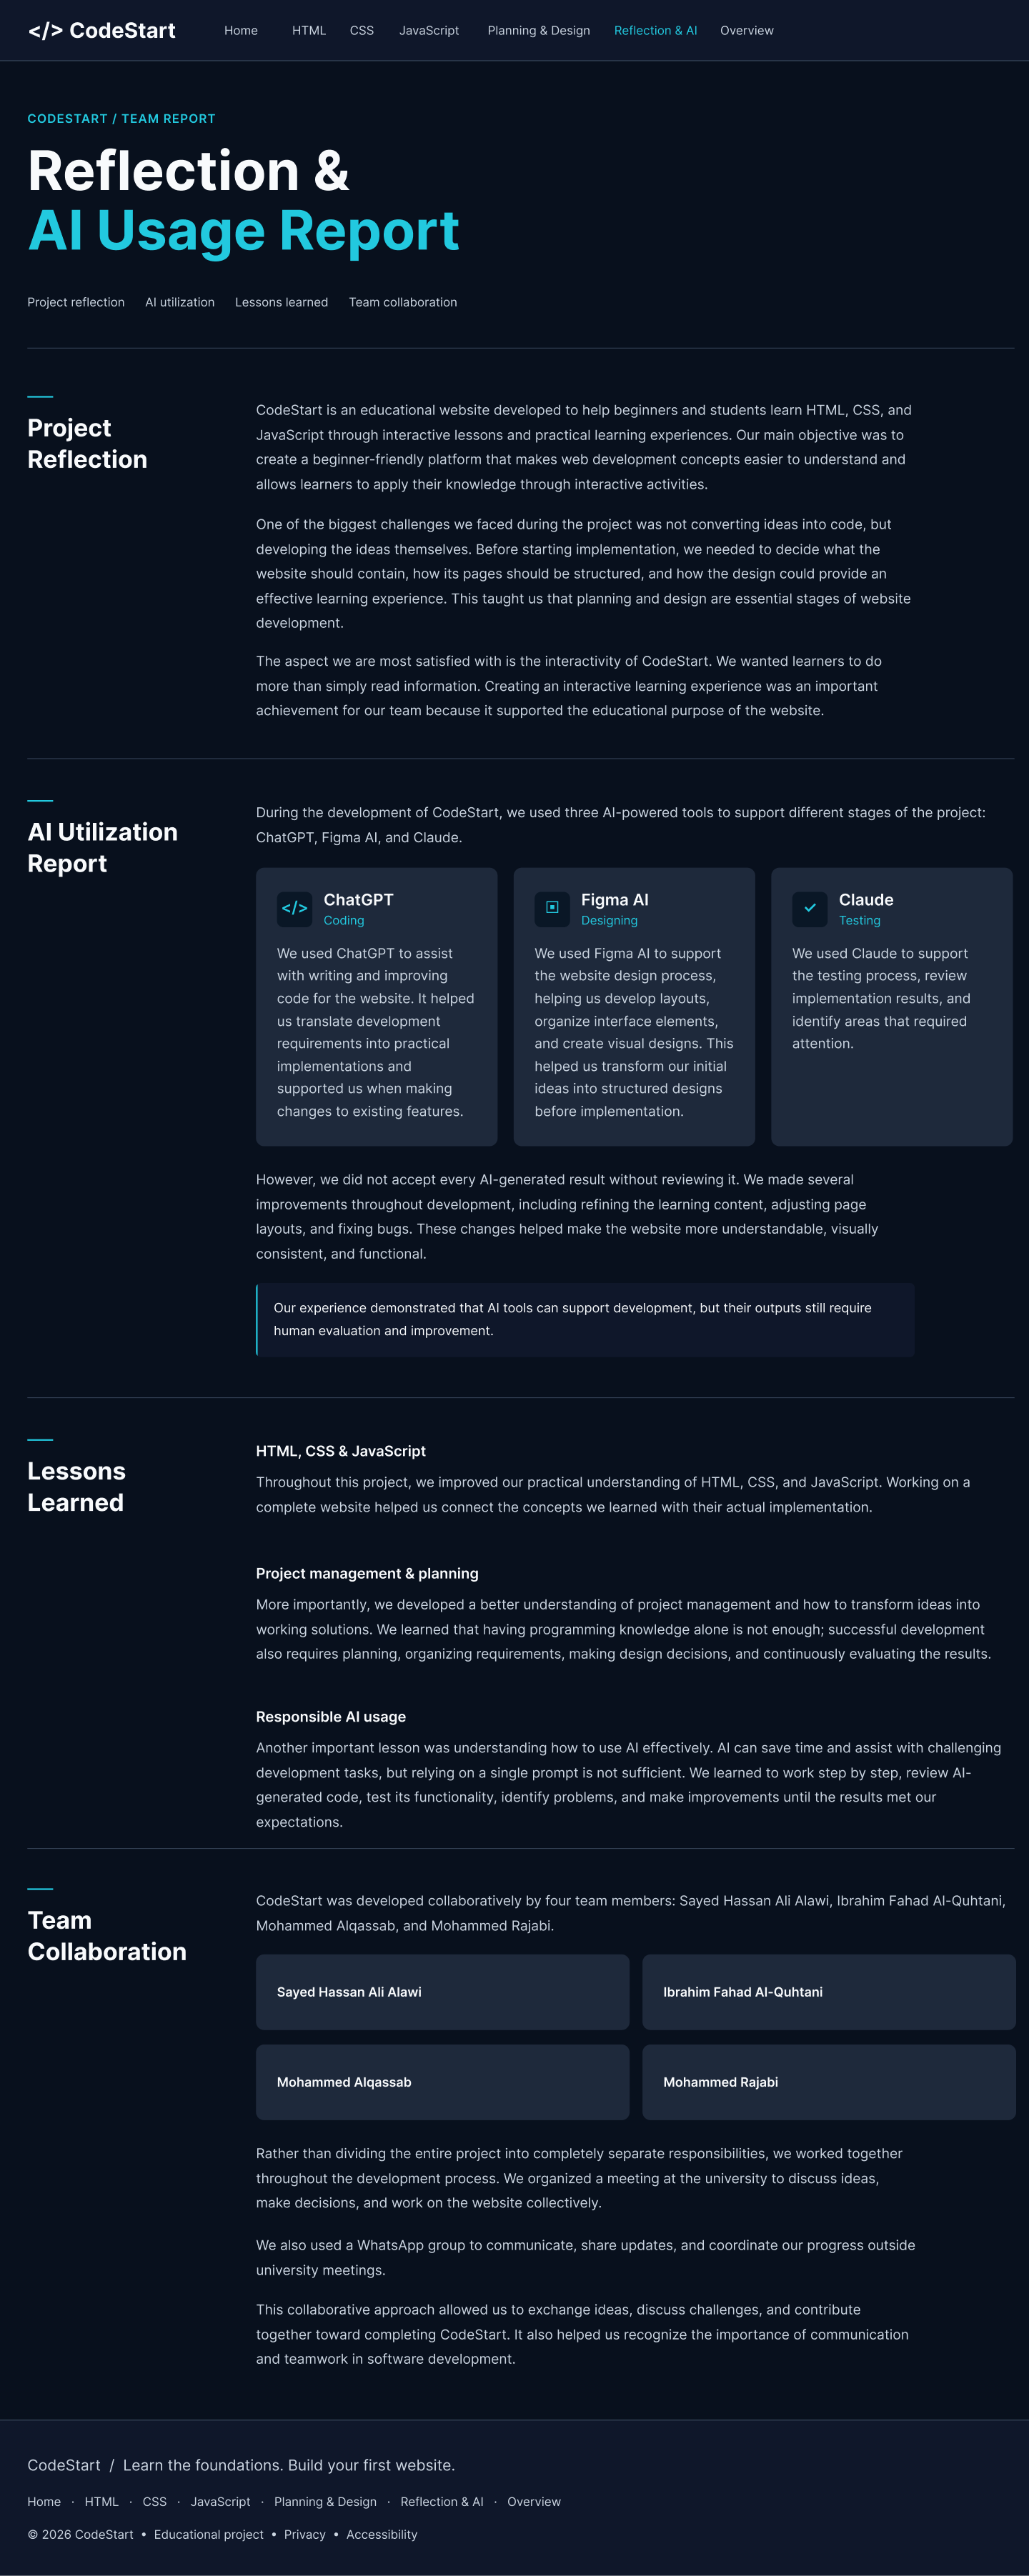 </> CodeStart Home HTML CSS JavaScript Planning & Design Reflection & AI Overview
CODESTART / TEAM REPORT
Reflection &
AI Usage Report
Project reflection AI utilization Lessons learned Team collaboration
Project
Reflection
CodeStart is an educational website developed to help beginners and students learn HTML, CSS, and
JavaScript through interactive lessons and practical learning experiences. Our main objective was to
create a beginner-friendly platform that makes web development concepts easier to understand and
allows learners to apply their knowledge through interactive activities.
One of the biggest challenges we faced during the project was not converting ideas into code, but
developing the ideas themselves. Before starting implementation, we needed to decide what the
website should contain, how its pages should be structured, and how the design could provide an
effective learning experience. This taught us that planning and design are essential stages of website
development.
The aspect we are most satisfied with is the interactivity of CodeStart. We wanted learners to do
more than simply read information. Creating an interactive learning experience was an important
achievement for our team because it supported the educational purpose of the website.
AI Utilization
Report
During the development of CodeStart, we used three AI-powered tools to support different stages of the project:
ChatGPT, Figma AI, and Claude.
</>
ChatGPT
Coding
We used ChatGPT to assist
with writing and improving
code for the website. It helped
us translate development
requirements into practical
implementations and
supported us when making
changes to existing features.
Figma AI
Designing
We used Figma AI to support
the website design process,
helping us develop layouts,
organize interface elements,
and create visual designs. This
helped us transform our initial
ideas into structured designs
before implementation.
Claude
Testing
We used Claude to support
the testing process, review
implementation results, and
identify areas that required
attention.
However, we did not accept every AI-generated result without reviewing it. We made several
improvements throughout development, including refining the learning content, adjusting page
layouts, and fixing bugs. These changes helped make the website more understandable, visually
consistent, and functional.
Our experience demonstrated that AI tools can support development, but their outputs still require
human evaluation and improvement.
Lessons
Learned
HTML, CSS & JavaScript
Throughout this project, we improved our practical understanding of HTML, CSS, and JavaScript. Working on a
complete website helped us connect the concepts we learned with their actual implementation.
Project management & planning
More importantly, we developed a better understanding of project management and how to transform ideas into
working solutions. We learned that having programming knowledge alone is not enough; successful development
also requires planning, organizing requirements, making design decisions, and continuously evaluating the results.
Responsible AI usage
Another important lesson was understanding how to use AI effectively. AI can save time and assist with challenging
development tasks, but relying on a single prompt is not sufficient. We learned to work step by step, review AI-
generated code, test its functionality, identify problems, and make improvements until the results met our
expectations.
Team
Collaboration
CodeStart was developed collaboratively by four team members: Sayed Hassan Ali Alawi, Ibrahim Fahad Al-Quhtani,
Mohammed Alqassab, and Mohammed Rajabi.
Sayed Hassan Ali Alawi
Ibrahim Fahad Al-Quhtani
Mohammed Alqassab
Mohammed Rajabi
Rather than dividing the entire project into completely separate responsibilities, we worked together
throughout the development process. We organized a meeting at the university to discuss ideas,
make decisions, and work on the website collectively.
We also used a WhatsApp group to communicate, share updates, and coordinate our progress outside
university meetings.
This collaborative approach allowed us to exchange ideas, discuss challenges, and contribute
together toward completing CodeStart. It also helped us recognize the importance of communication
and teamwork in software development.
CodeStart / Learn the foundations. Build your first website.
Home · HTML · CSS · JavaScript · Planning & Design · Reflection & AI · Overview
© 2026 CodeStart • Educational project • Privacy • Accessibility